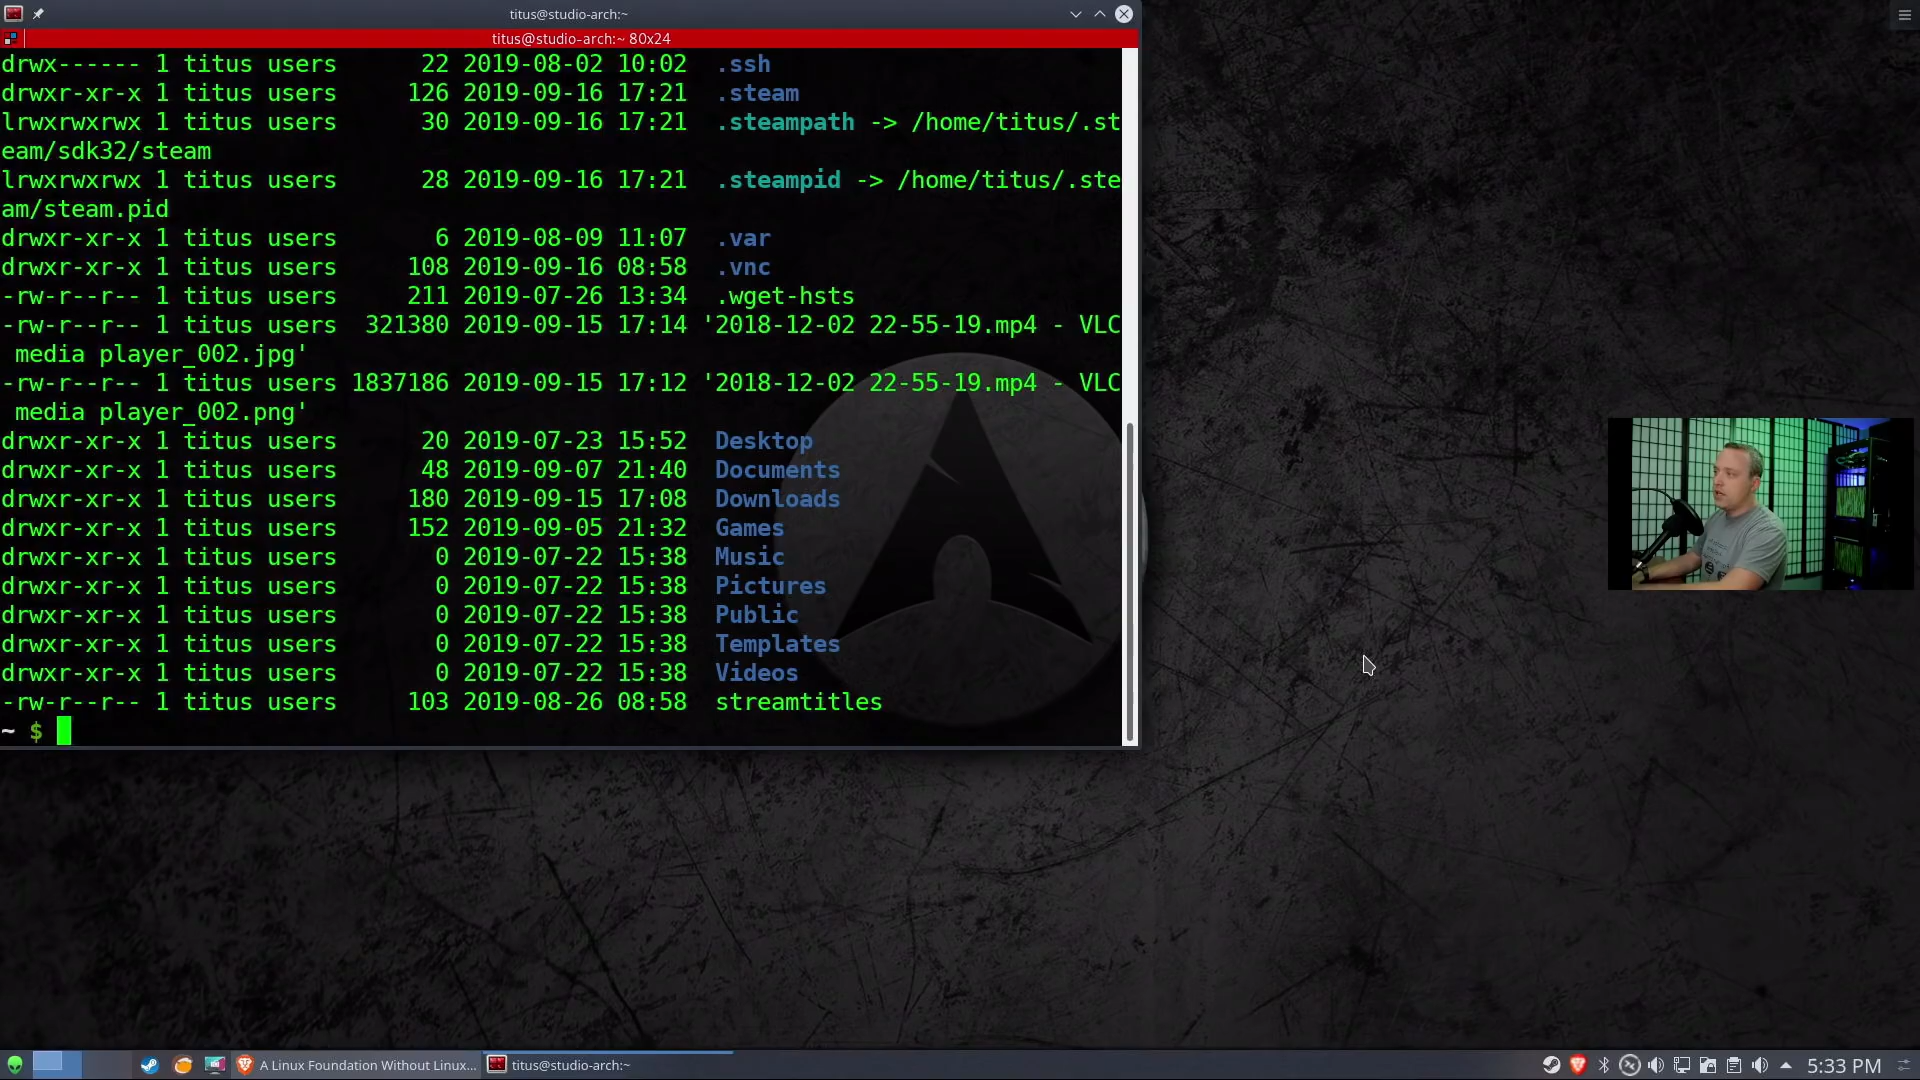 titus@studio-arch:~
titus@studio-arch:~ 80x24
drwx------ 1 titus users      22 2019-08-02 10:02  .ssh
drwxr-xr-x 1 titus users     126 2019-09-16 17:21  .steam
lrwxrwxrwx 1 titus users      30 2019-09-16 17:21  .steampath -> /home/titus/.st
eam/sdk32/steam
lrwxrwxrwx 1 titus users      28 2019-09-16 17:21  .steampid -> /home/titus/.ste
am/steam.pid
drwxr-xr-x 1 titus users       6 2019-08-09 11:07  .var
drwxr-xr-x 1 titus users     108 2019-09-16 08:58  .vnc
-rw-r--r-- 1 titus users     211 2019-07-26 13:34  .wget-hsts
-rw-r--r-- 1 titus users  321380 2019-09-15 17:14 '2018-12-02 22-55-19.mp4 - VLC
 media player_002.jpg'
-rw-r--r-- 1 titus users 1837186 2019-09-15 17:12 '2018-12-02 22-55-19.mp4 - VLC
 media player_002.png'
drwxr-xr-x 1 titus users      20 2019-07-23 15:52  Desktop
drwxr-xr-x 1 titus users      48 2019-09-07 21:40  Documents
drwxr-xr-x 1 titus users     180 2019-09-15 17:08  Downloads
drwxr-xr-x 1 titus users     152 2019-09-05 21:32  Games
drwxr-xr-x 1 titus users       0 2019-07-22 15:38  Music
drwxr-xr-x 1 titus users       0 2019-07-22 15:38  Pictures
drwxr-xr-x 1 titus users       0 2019-07-22 15:38  Public
drwxr-xr-x 1 titus users       0 2019-07-22 15:38  Templates
drwxr-xr-x 1 titus users       0 2019-07-22 15:38  Videos
-rw-r--r-- 1 titus users     103 2019-08-26 08:58  streamtitles
~ $
A Linux Foundation Without Linux...
titus@studio-arch:~
5:33 PM